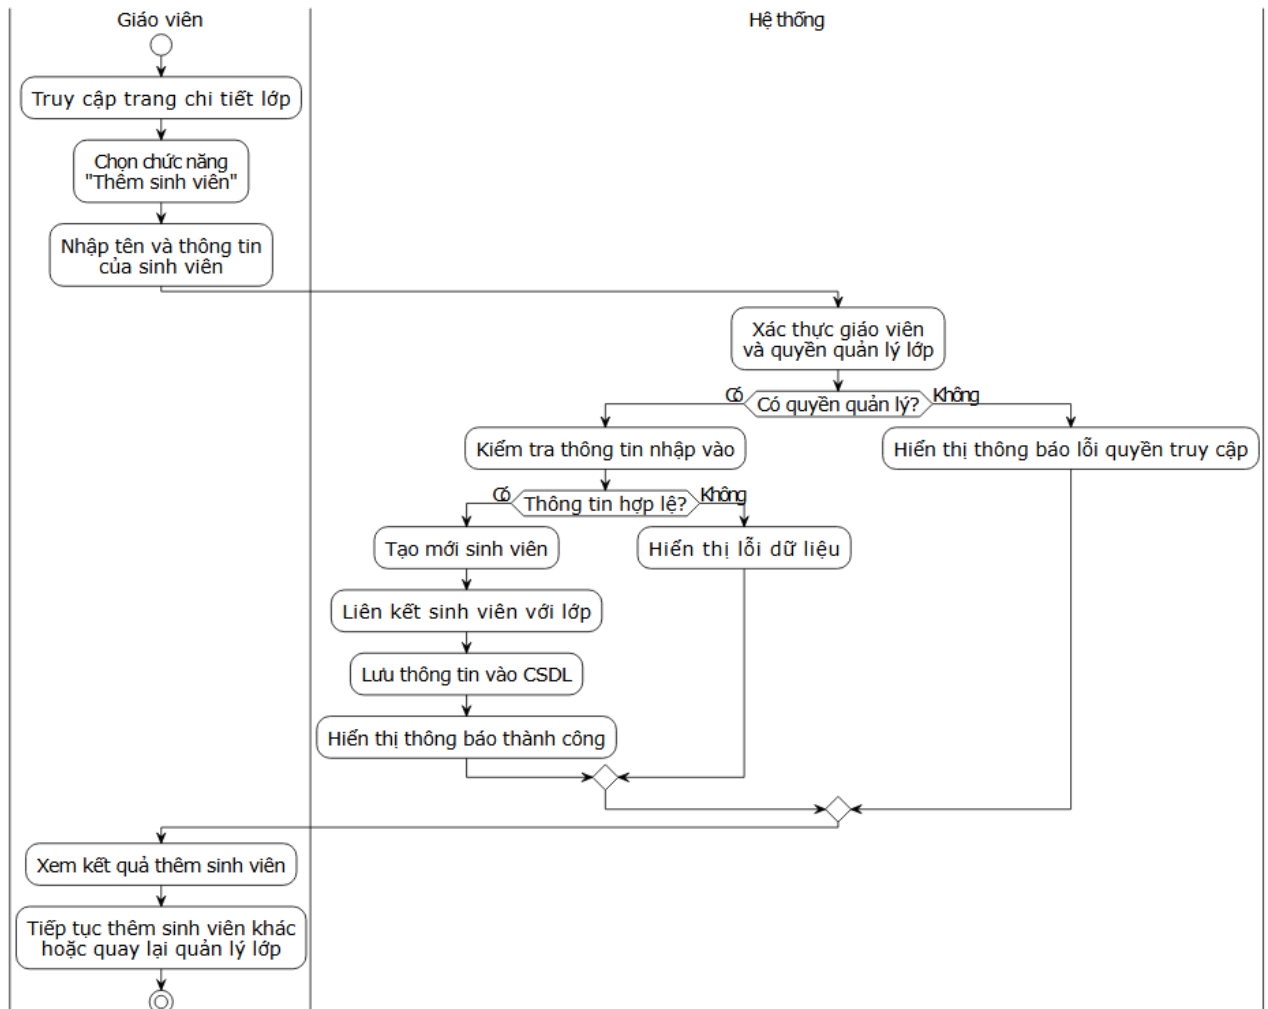 Giáo viên
Hệ thống
Truy cập trang chi tiết lớp
Chọn chức năng
"Thêm sinh viên"
Nhập tên và thông tin
của sinh viên
Xác thực giáo viên
và quyền quản lý lớp
Có
Có quyền quản lý?
Không
Kiểm tra thông tin nhập vào
Hiển thị thông báo lỗi quyền truy cập
Có
Thông tin hợp lệ?
Không
Tạo mới sinh viên
Hiển thị lỗi dữ liệu
Liên kết sinh viên với lớp
Lưu thông tin vào CSDL
Hiển thị thông báo thành công
Xem kết quả thêm sinh viên
Tiếp tục thêm sinh viên khác
hoặc quay lại quản lý lớp